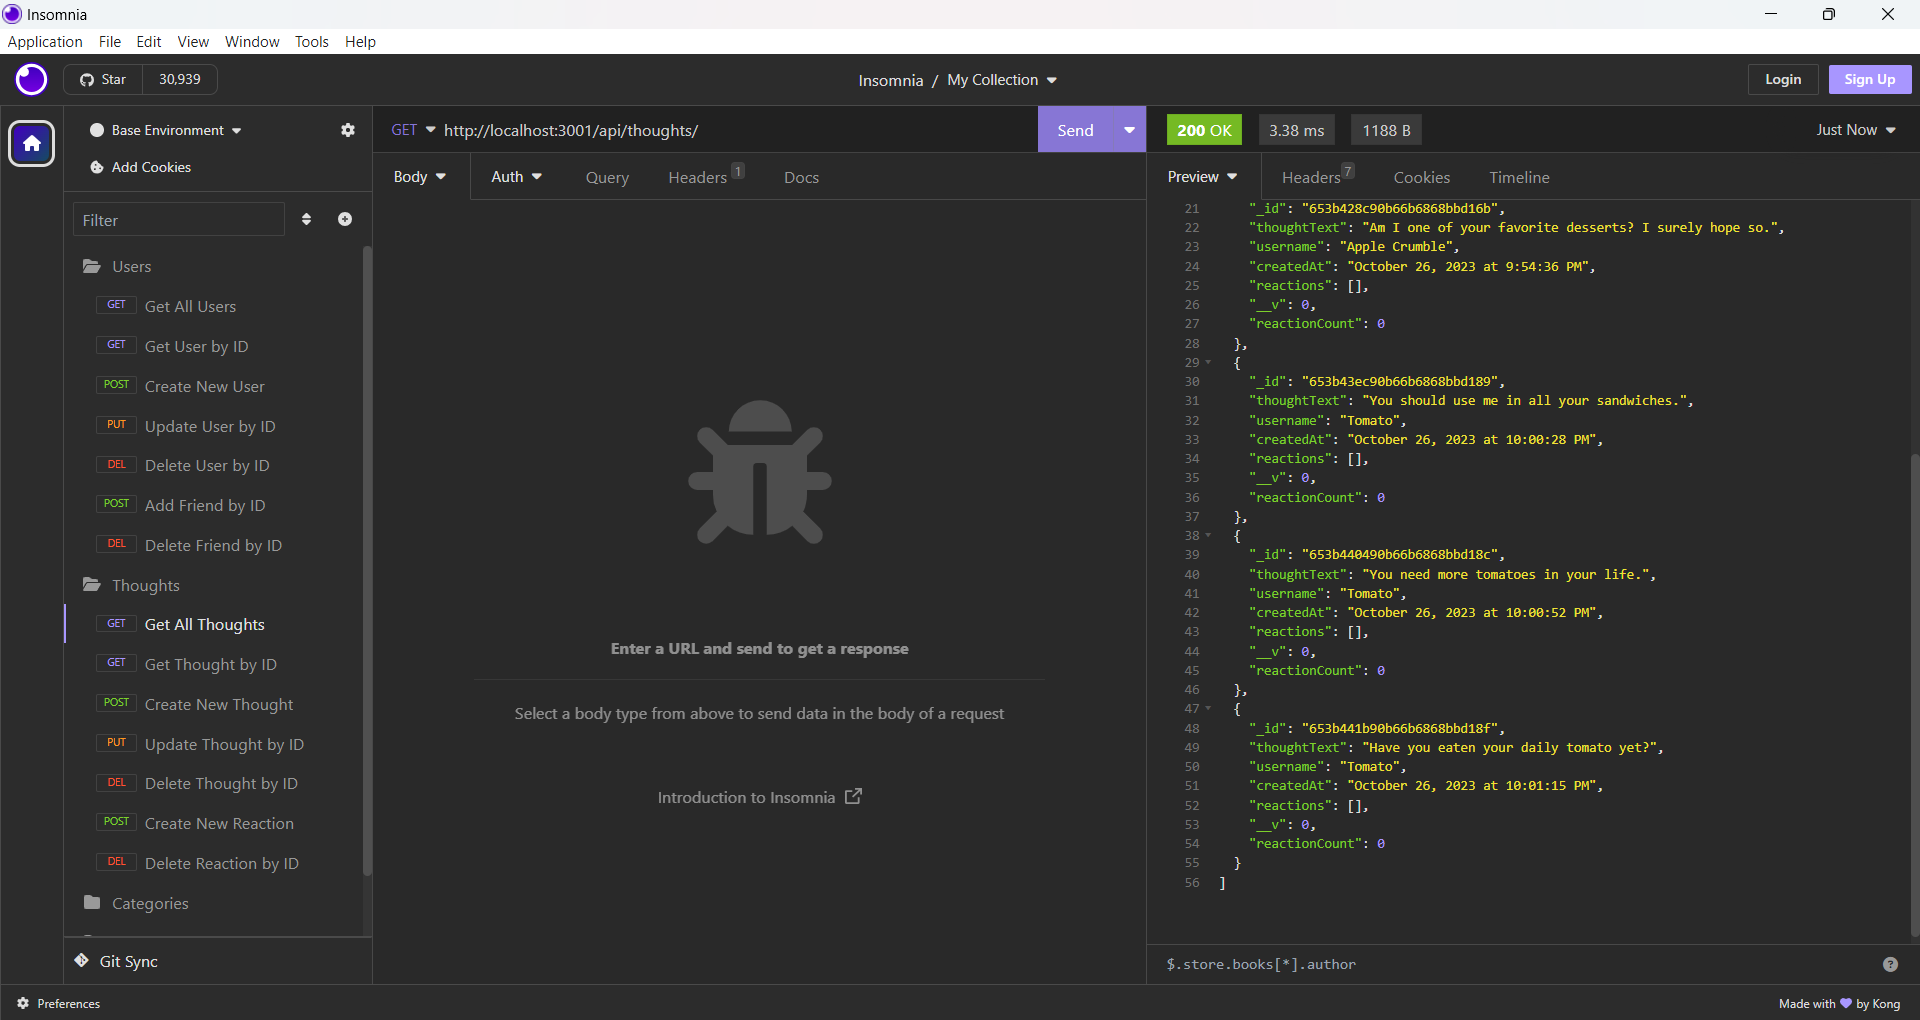 Insomnia
Application File Edit View Window Tools Help
Star 30,939
Insomnia / My Collection
Login Sign Up
Base Environment
Add Cookies
Filter
Users
GET Get All Users
GET Get User by ID
POST Create New User
PUT Update User by ID
DEL Delete User by ID
POST Add Friend by ID
DEL Delete Friend by ID
Thoughts
GET Get All Thoughts
GET Get Thought by ID
POST Create New Thought
PUT Update Thought by ID
DEL Delete Thought by ID
POST Create New Reaction
DEL Delete Reaction by ID
Categories
Git Sync
GET http://localhost:3001/api/thoughts/ Send
Body Auth Query Headers 1 Docs
Enter a URL and send to get a response
Select a body type from above to send data in the body of a request
Introduction to Insomnia
200 OK 3.38 ms 1188 B Just Now
Preview Headers 7 Cookies Timeline
21 "_id": "653b428c90b66b6868bbd16b",
22 "thoughtText": "Am I one of your favorite desserts? I surely hope so.",
23 "username": "Apple Crumble",
24 "createdAt": "October 26, 2023 at 9:54:36 PM",
25 "reactions": [],
26 "__v": 0,
27 "reactionCount": 0
28 },
29 {
30 "_id": "653b43ec90b66b6868bbd189",
31 "thoughtText": "You should use me in all your sandwiches.",
32 "username": "Tomato",
33 "createdAt": "October 26, 2023 at 10:00:28 PM",
34 "reactions": [],
35 "__v": 0,
36 "reactionCount": 0
37 },
38 {
39 "_id": "653b440490b66b6868bbd18c",
40 "thoughtText": "You need more tomatoes in your life.",
41 "username": "Tomato",
42 "createdAt": "October 26, 2023 at 10:00:52 PM",
43 "reactions": [],
44 "__v": 0,
45 "reactionCount": 0
46 },
47 {
48 "_id": "653b441b90b66b6868bbd18f",
49 "thoughtText": "Have you eaten your daily tomato yet?",
50 "username": "Tomato",
51 "createdAt": "October 26, 2023 at 10:01:15 PM",
52 "reactions": [],
53 "__v": 0,
54 "reactionCount": 0
55 }
56 ]
$.store.books[*].author
Preferences
Made with 💜 by Kong